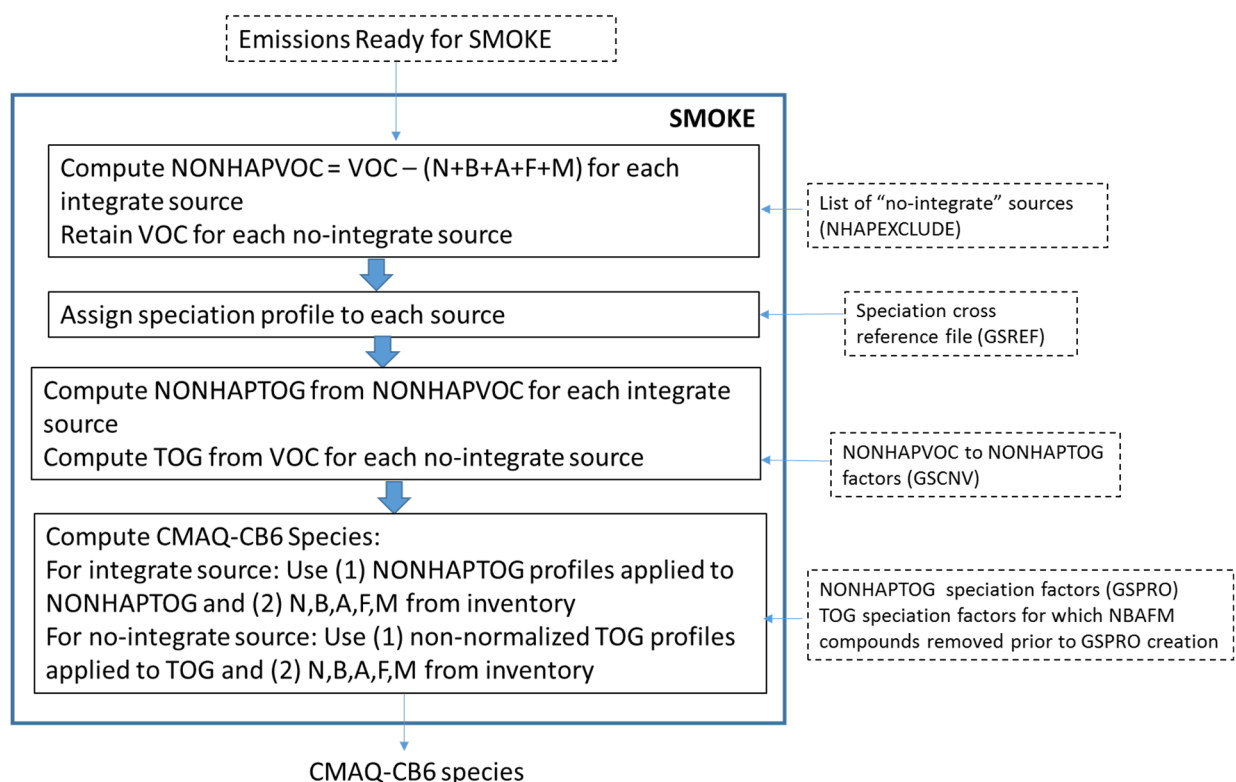 Emissions Ready for SMOKE
SMOKE
Compute NONHAPVOC = VOC – (N+B+A+F+M) for each
integrate source
Retain VOC for each no-integrate source
List of “no-integrate” sources
(NHAPEXCLUDE)
Assign speciation profile to each source
Speciation cross
reference file (GSREF)
Compute NONHAPTOG from NONHAPVOC for each integrate
source
Compute TOG from VOC for each no-integrate source
NONHAPVOC to NONHAPTOG
factors (GSCNV)
Compute CMAQ-CB6 Species:
For integrate source: Use (1) NONHAPTOG profiles applied to
NONHAPTOG and (2) N,B,A,F,M from inventory
For no-integrate source: Use (1) non-normalized TOG profiles
applied to TOG and (2) N,B,A,F,M from inventory
NONHAPTOG speciation factors (GSPRO)
TOG speciation factors for which NBAFM
compounds removed prior to GSPRO creation
CMAQ-CB6 species